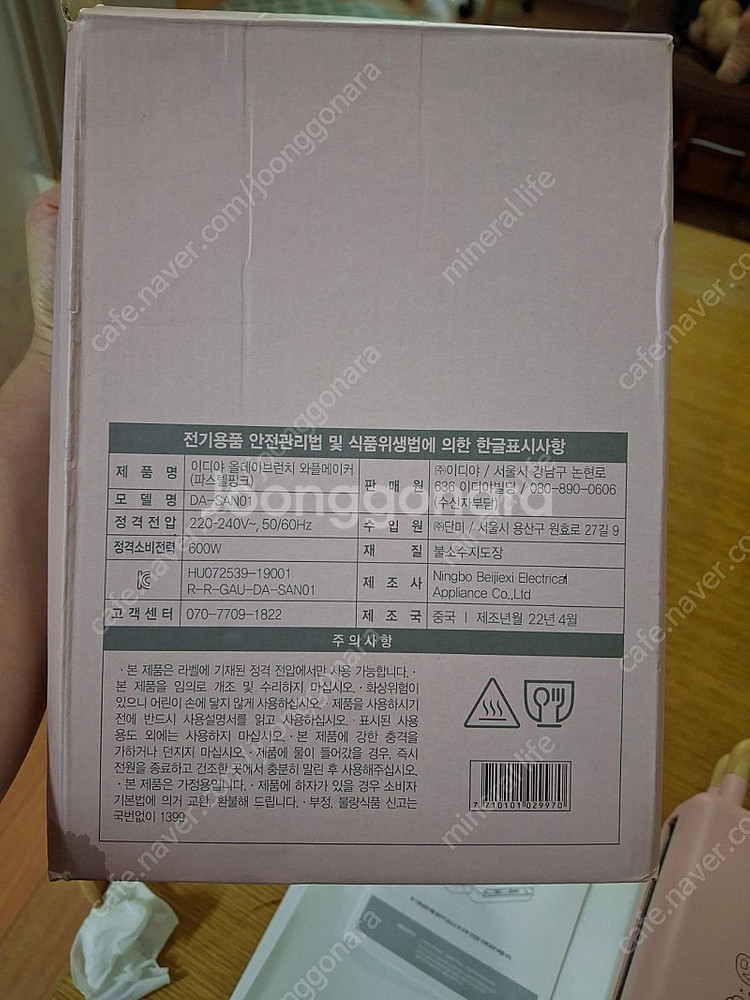 전기용품 안전관리법 및 식품위생법에 의한 한글표시사항
제 품 명 이디야 올데이브런치 와플메이커
(파스텔핑크)
판 매 원 ㈜이디야 / 서울시 강남구 논현로
636 이디야빌딩 / 080-890-0606
(수신자부담)
모 델 명 DA-SAN01
정격전압 220-240V~, 50/60Hz
수 입 원 ㈜단미 / 서울시 용산구 원효로 27길 9
정격소비전력 600W
재 질 불소수지도장
HU072539-19001
R-R-GAU-DA-SAN01
제 조 사 Ningbo Beijiexi Electrical
Appliance Co.,Ltd
고객센터 070-7709-1822
제 조 국 중국 | 제조년월 22년 4월
주의사항
· 본 제품은 라벨에 기재된 정격 전압에서만 사용 가능합니다. ·
본 제품을 임의로 개조 및 수리하지 마십시오. · 화상위험이
있으니 어린이 손에 닿지 않게 사용하십시오. · 제품을 사용하시기
전에 반드시 사용설명서를 읽고 사용하십시오. · 표시된 사용
용도 외에는 사용하지 마십시오. · 본 제품에 강한 충격을
가하거나 던지지 마십시오. · 제품에 물이 들어갔을 경우, 즉시
전원을 종료하고 건조한 곳에서 충분히 말린 후 사용해주십시오.
· 본 제품은 가정용입니다. · 제품에 하자가 있을 경우 소비자
기본법에 의거 교환, 환불해 드립니다. · 부정, 불량식품 신고는
국번없이 1399
7 710101 029970
Joonggonara
cafe.naver.com/joonggonara
mineral life